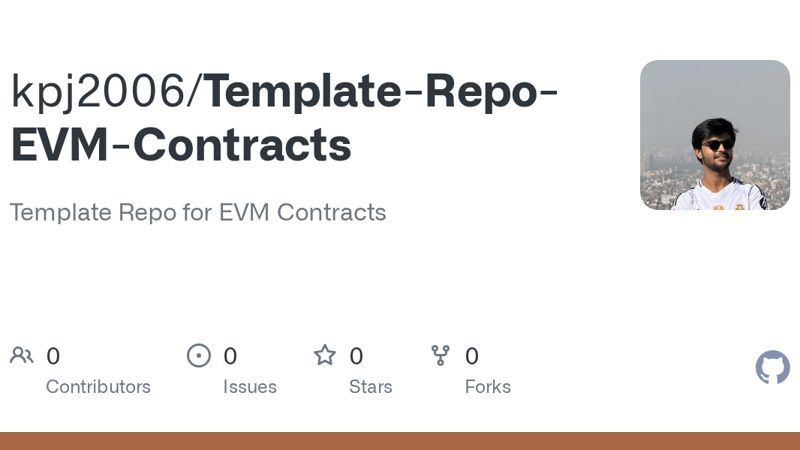 kpj2006/Template-Repo-
EVM-Contracts
Template Repo for EVM Contracts
0 0 0 0
Contributors Issues Stars Forks